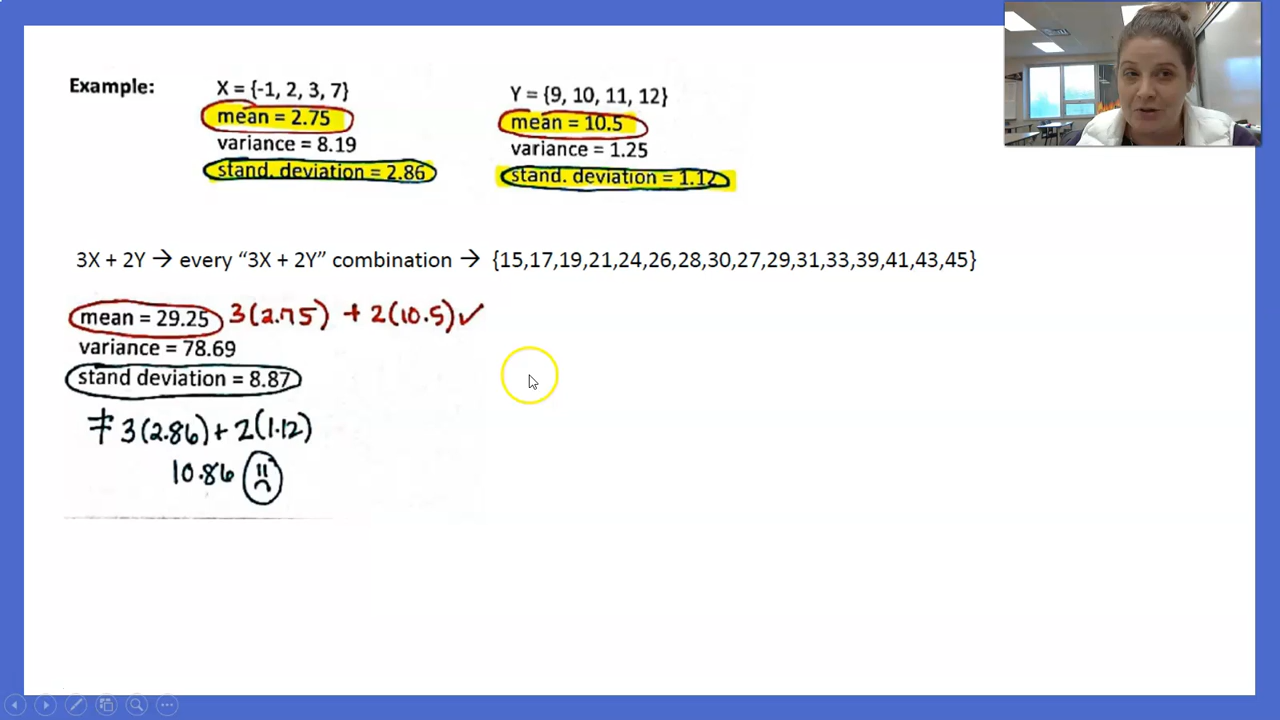 Example:
X = {-1, 2, 3, 7}
mean = 2.75
variance = 8.19
stand. deviation = 2.86
Y = {9, 10, 11, 12}
mean = 10.5
variance = 1.25
stand. deviation = 1.12
3X + 2Y → every “3X + 2Y” combination → {15,17,19,21,24,26,28,30,27,29,31,33,39,41,43,45}
mean = 29.25 3(2.75) + 2(10.5) ✓
variance = 78.69
stand deviation = 8.87
≠ 3(2.86) + 2(1.12)
10.86